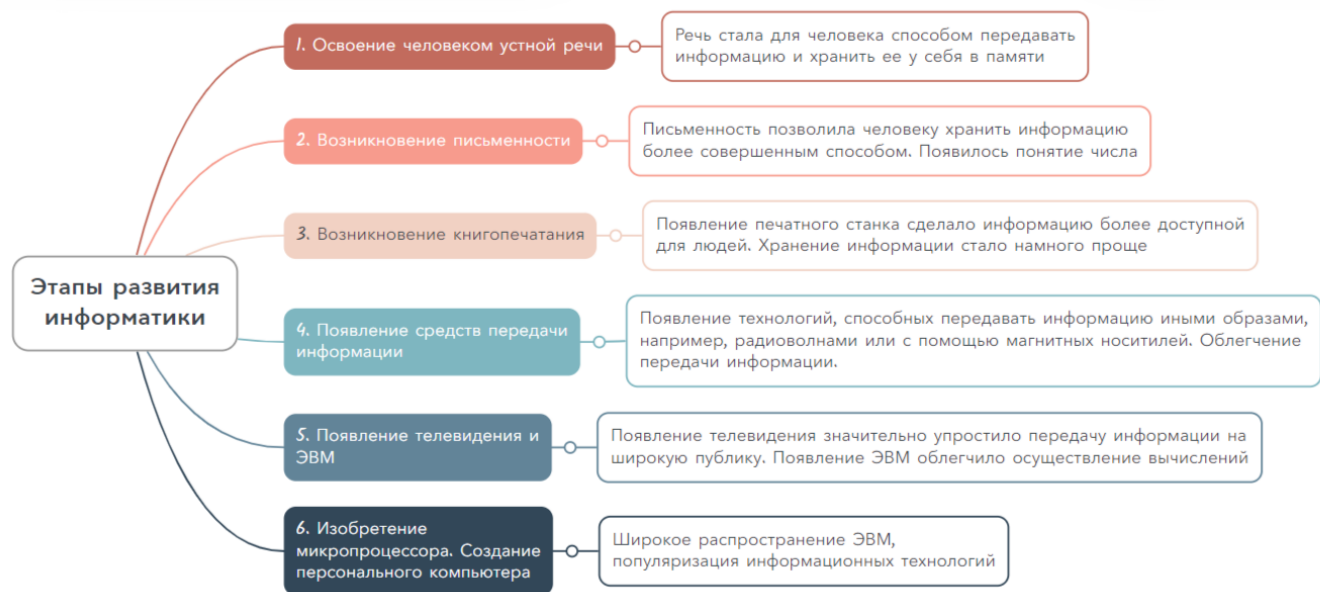 Этапы развития
информатики
1. Освоение человеком устной речи
Речь стала для человека способом передавать
информацию и хранить ее у себя в памяти
2. Возникновение письменности
Письменность позволила человеку хранить информацию
более совершенным способом. Появилось понятие числа
3. Возникновение книгопечатания
Появление печатного станка сделало информацию более доступной
для людей. Хранение информации стало намного проще
4. Появление средств передачи
информации
Появление технологий, способных передавать информацию иными образами,
например, радиоволнами или с помощью магнитных носитилей. Облегчение
передачи информации.
5. Появление телевидения и
ЭВМ
Появление телевидения значительно упростило передачу информации на
широкую публику. Появление ЭВМ облегчило осуществление вычислений
6. Изобретение
микропроцессора. Создание
персонального компьютера
Широкое распространение ЭВМ,
популяризация информационных технологий